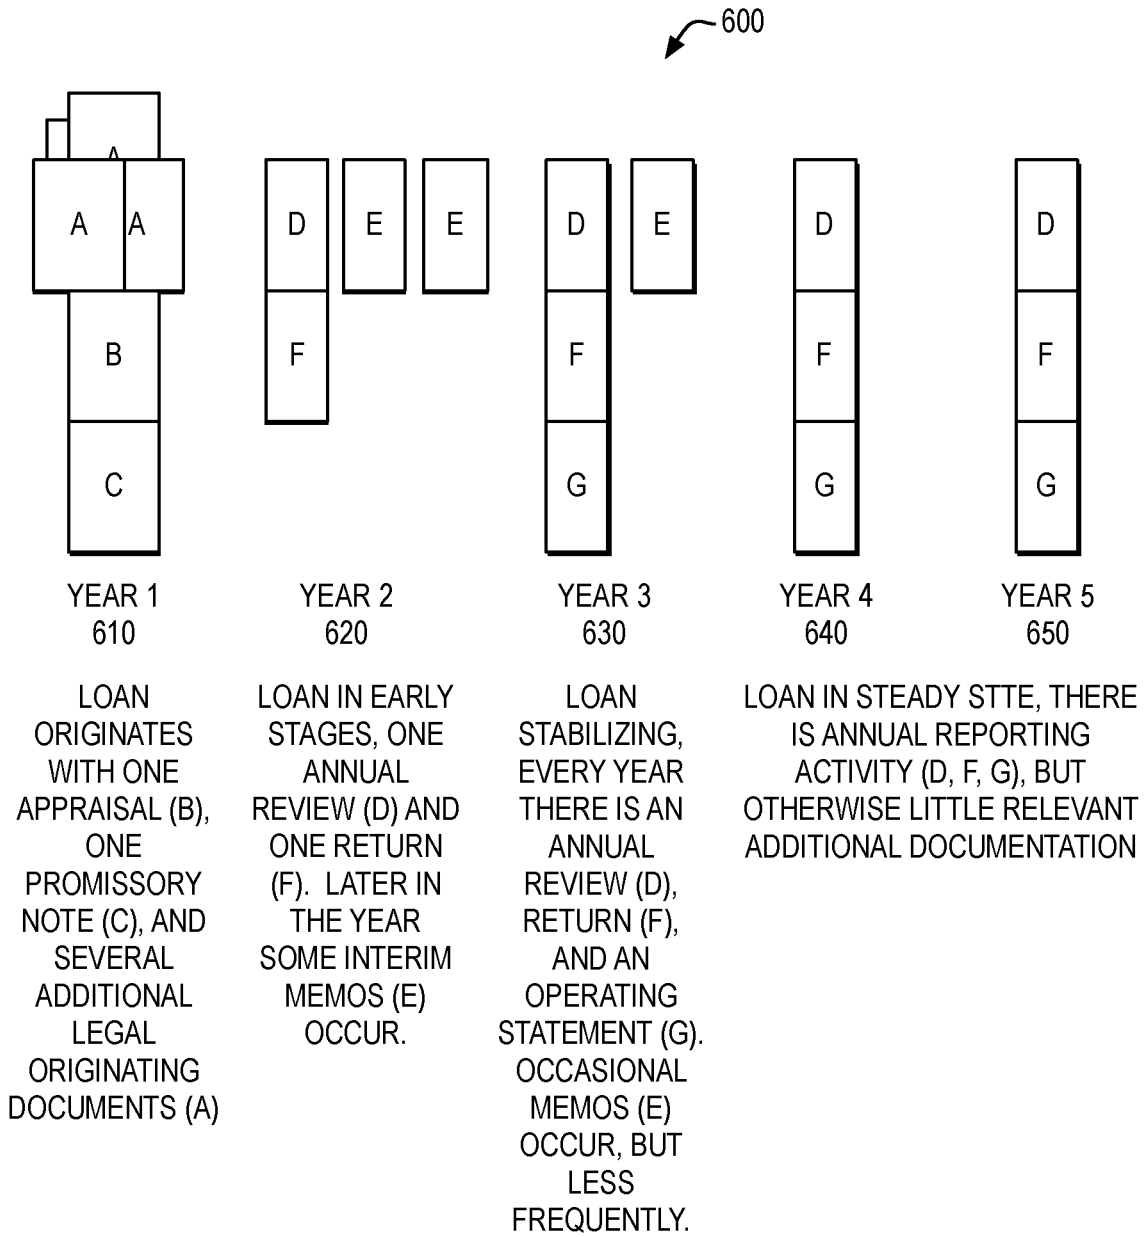 600
A
A A
D E E
D E
D
D
B
F
F
F
F
C
G
G
G
YEAR 1
610
YEAR 2
620
YEAR 3
630
YEAR 4
640
YEAR 5
650
LOAN
ORIGINATES
WITH ONE
APPRAISAL (B),
ONE
PROMISSORY
NOTE (C), AND
SEVERAL
ADDITIONAL
LEGAL
ORIGINATING
DOCUMENTS (A)
LOAN IN EARLY
STAGES, ONE
ANNUAL
REVIEW (D) AND
ONE RETURN
(F). LATER IN
THE YEAR
SOME INTERIM
MEMOS (E)
OCCUR.
LOAN
STABILIZING,
EVERY YEAR
THERE IS AN
ANNUAL
REVIEW (D),
RETURN (F),
AND AN
OPERATING
STATEMENT (G).
OCCASIONAL
MEMOS (E)
OCCUR, BUT
LESS
FREQUENTLY.
LOAN IN STEADY STTE, THERE
IS ANNUAL REPORTING
ACTIVITY (D, F, G), BUT
OTHERWISE LITTLE RELEVANT
ADDITIONAL DOCUMENTATION